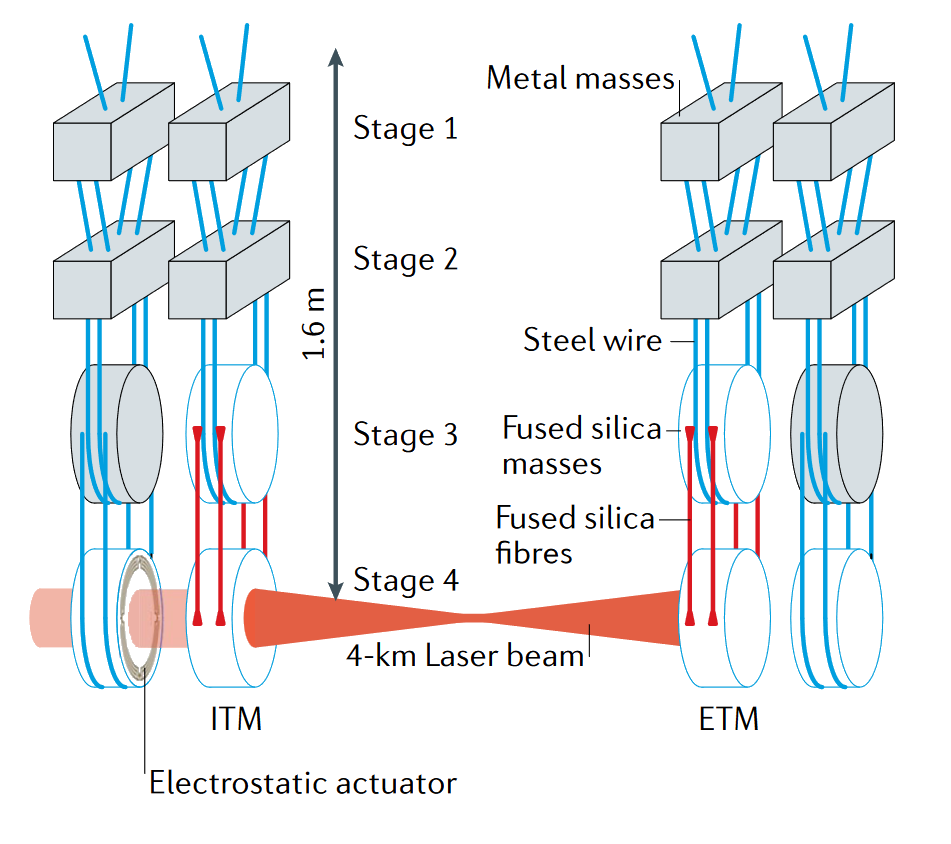 Metal masses
Stage 1
Stage 2
1.6 m
Steel wire
Stage 3
Fused silica
masses
Fused silica
fibres
Stage 4
4-km Laser beam
ITM
ETM
Electrostatic actuator